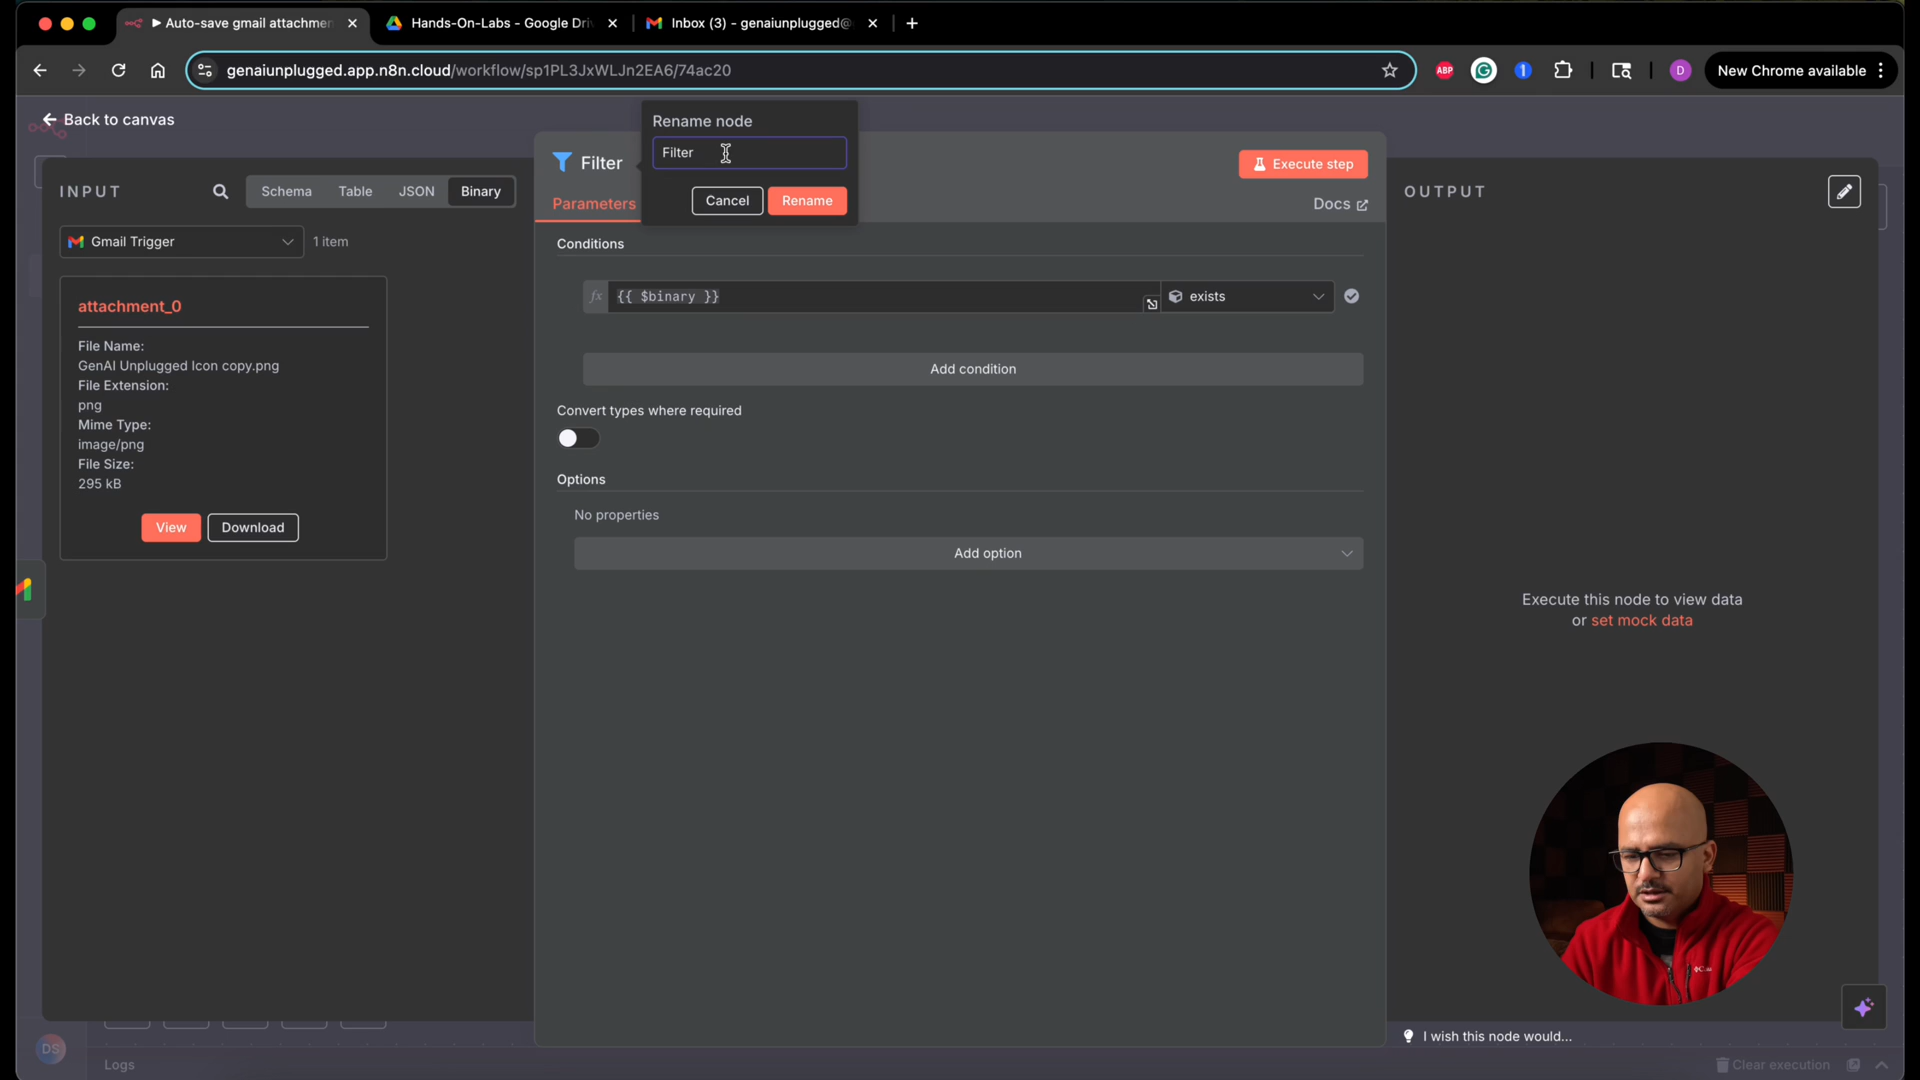 Auto-save gmail attachmen
Hands-On-Labs - Google Dri
Inbox (3) - genaiunplugged@
genaiunplugged.app.n8n.cloud/workflow/sp1PL3JxWLJn2EA6/74ac20
ABP
1
D
New Chrome available
Back to canvas
Rename node
Filter
Cancel
Rename
INPUT
Schema
Table
JSON
Binary
Gmail Trigger
1 item
attachment_0
File Name:
GenAI Unplugged Icon copy.png
File Extension:
png
Mime Type:
image/png
File Size:
295 kB
View
Download
Filter
Execute step
Parameters
Docs
Conditions
fx
{{ $binary }}
exists
Add condition
Convert types where required
Options
No properties
Add option
OUTPUT
Execute this node to view data
or set mock data
I wish this node would...
DS
Logs
Clear execution